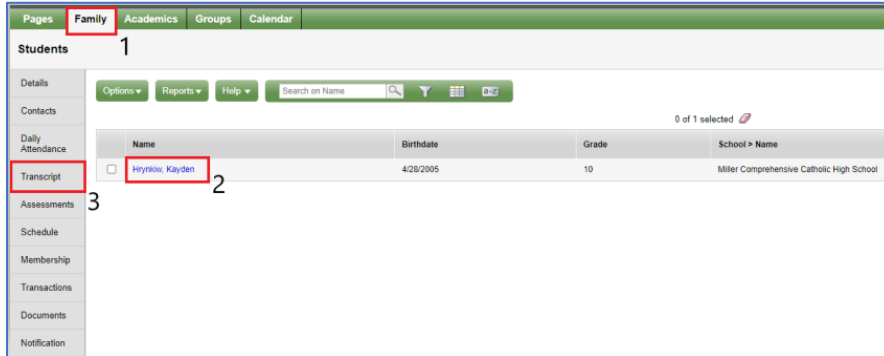 Pages Family Academics Groups Calendar
1
Students
Details
Options Reports Help Search on Name a-z
Contacts
0 of 1 selected
Daily
Attendance
Name Birthdate Grade School > Name
Transcript
Hrynkiw, Kayden 4/28/2005 10 Miller Comprehensive Catholic High School
2
3
Assessments
Schedule
Membership
Transactions
Documents
Notification